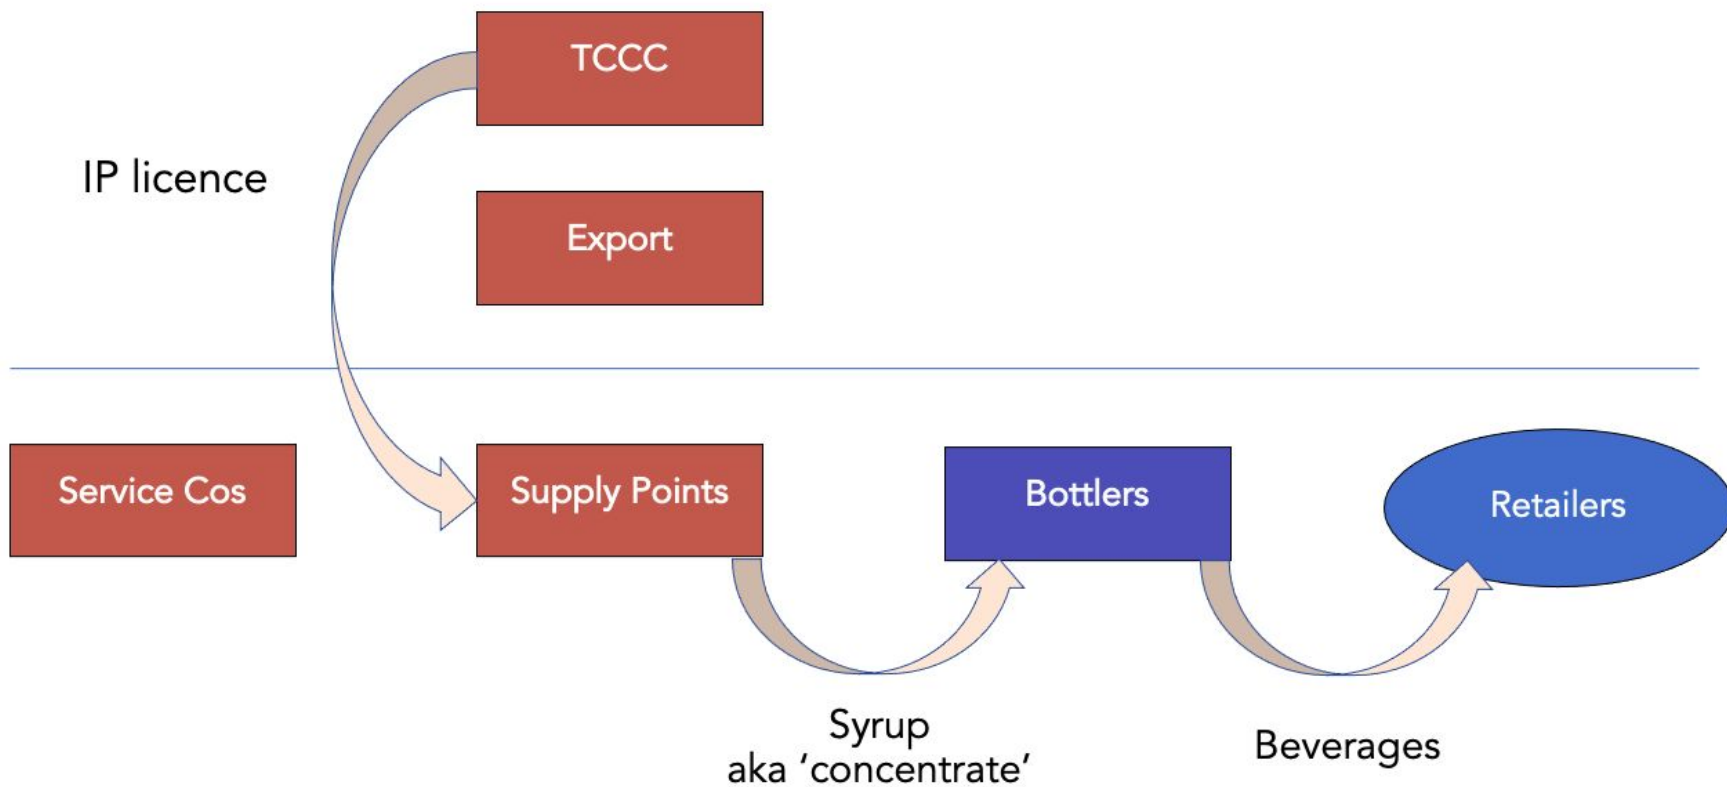 TCCC
IP licence
Export
Service Cos
Supply Points
Bottlers
Retailers
Syrup
aka ‘concentrate’
Beverages